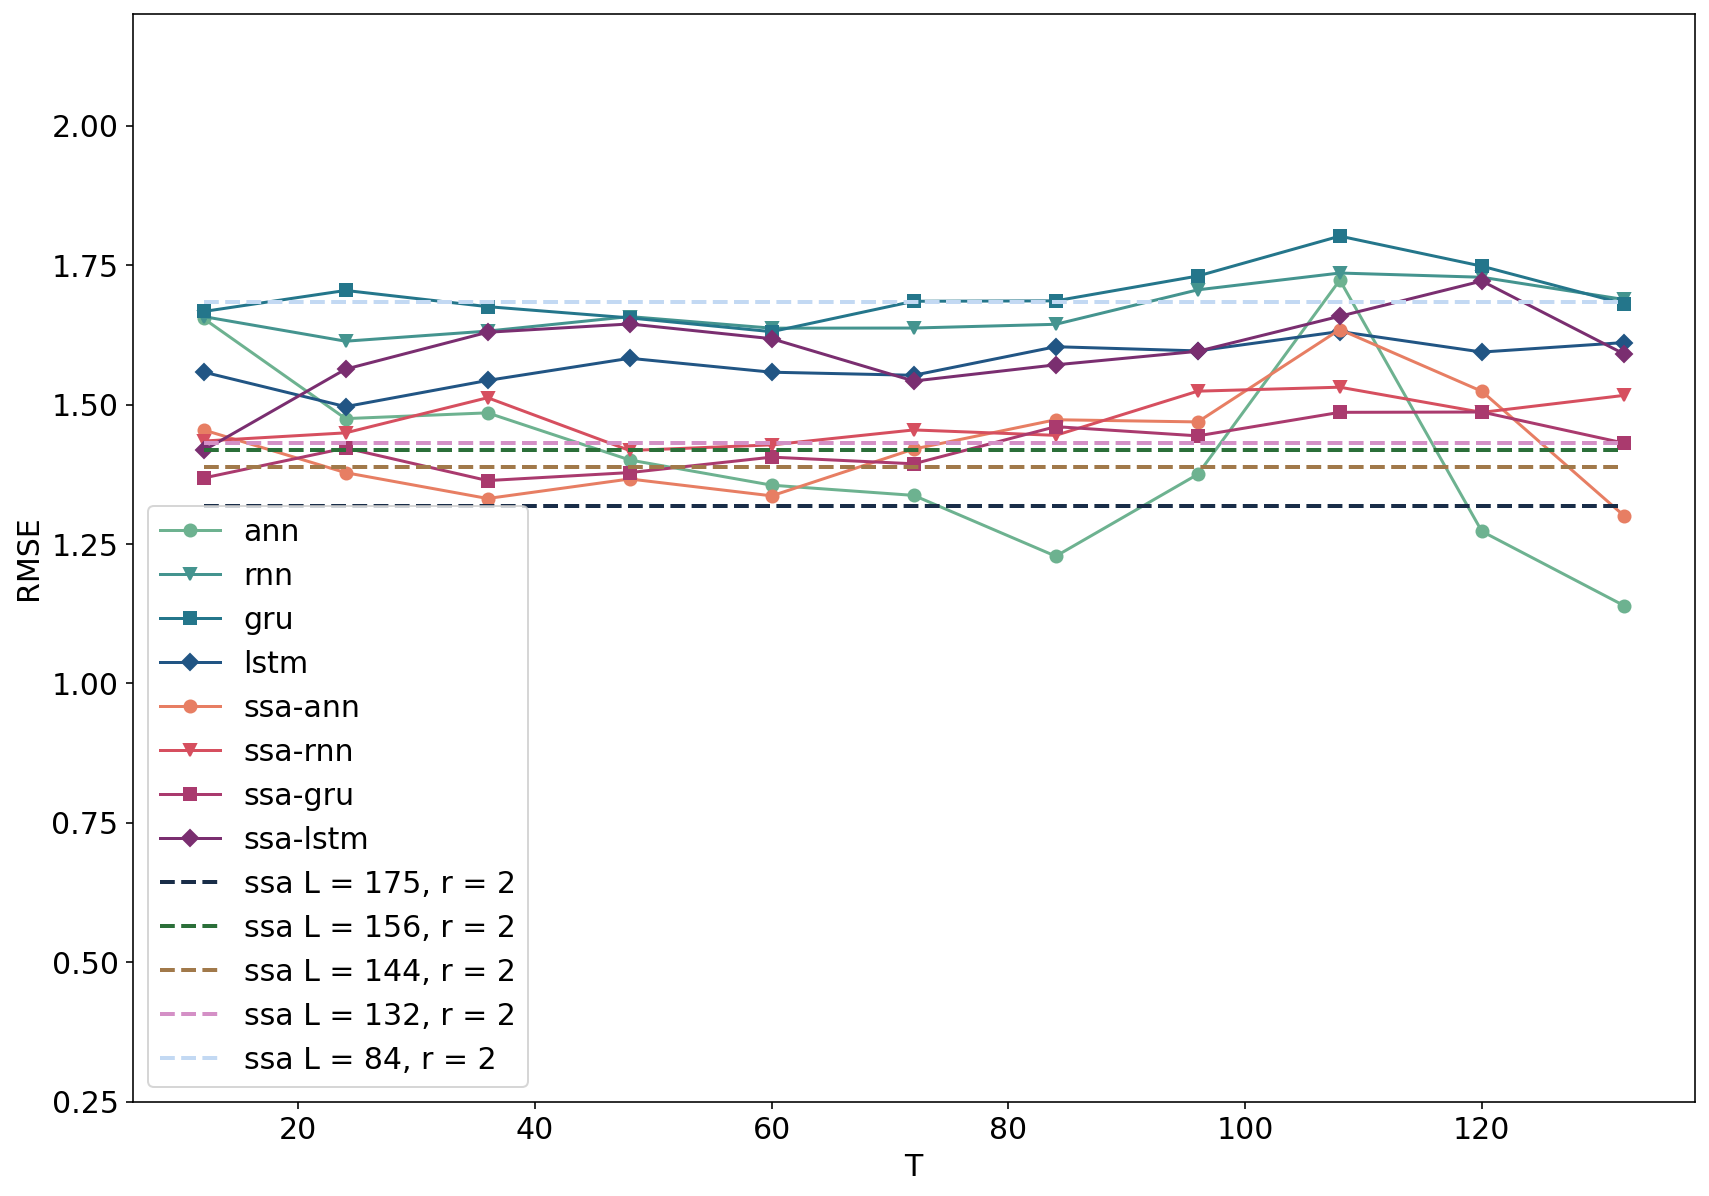 2.00
1.75
1.50
1.25
1.00
0.75
0.50
0.25
RMSE
ann
rnn
gru
lstm
ssa-ann
ssa-rnn
ssa-gru
ssa-lstm
ssa L = 175, r = 2
ssa L = 156, r = 2
ssa L = 144, r = 2
ssa L = 132, r = 2
ssa L = 84, r = 2
20 40 60 80 100 120
T